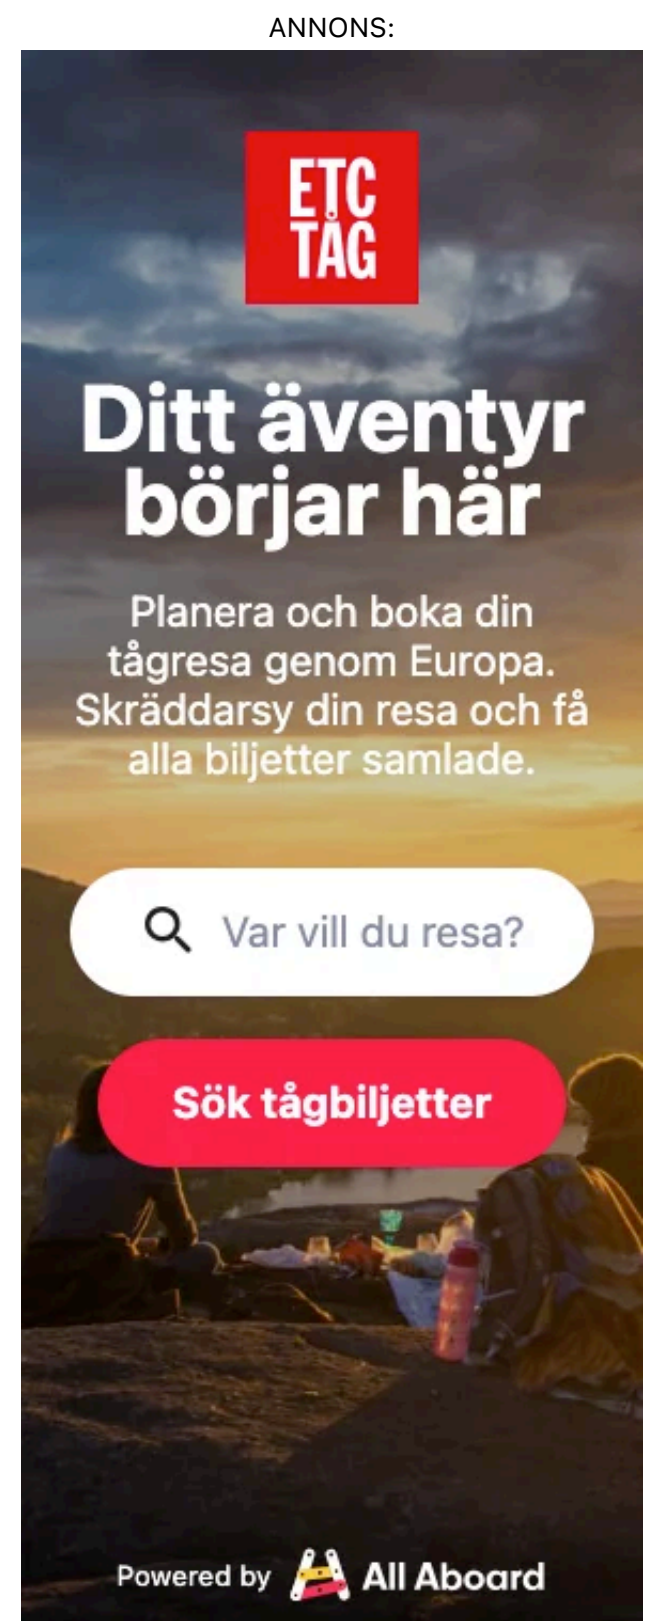 ANNONS:
ETC
TÅG
Ditt äventyr
börjar här
Planera och boka din
tågresa genom Europa.
Skräddarsy din resa och få
alla biljetter samlade.
Var vill du resa?
Sök tågbiljetter
Powered by All Aboard